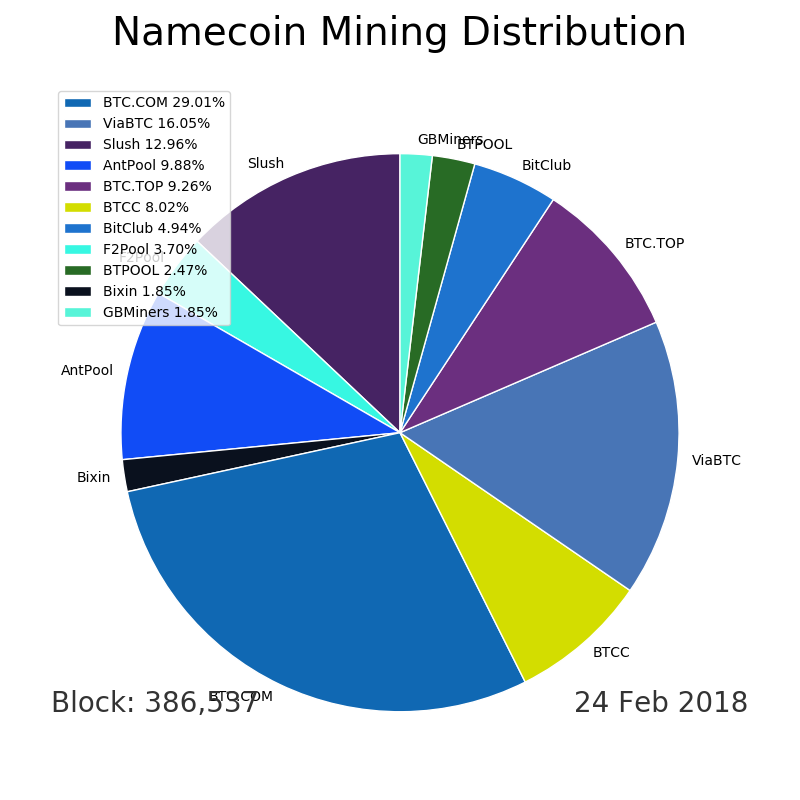 Namecoin Mining Distribution
BTC.COM 29.01%
ViaBTC 16.05%
Slush 12.96%
AntPool 9.88%
BTC.TOP 9.26%
BTCC 8.02%
BitClub 4.94%
F2Pool 3.70%
BTPOOL 2.47%
Bixin 1.85%
GBMiners 1.85%
GBMiners
BTPOOL
BitClub
Slush
BTC.TOP
F2Pool
AntPool
ViaBTC
Bixin
BTCC
BTC.COM
Block: 386,537
24 Feb 2018